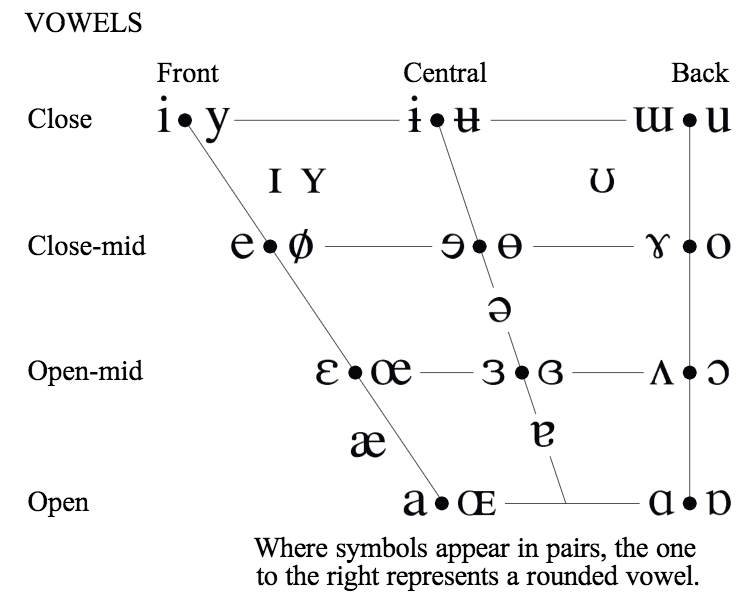 VOWELS
Front Central Back
Close i y ɨ ʉ ɯ u
ɪ ʏ ʊ
Close-mid e ø ɘ ɵ ɤ o
ə
Open-mid ɛ œ ɜ ɞ ʌ ɔ
æ ɐ
Open a ɶ ɑ ɒ
Where symbols appear in pairs, the one
to the right represents a rounded vowel.